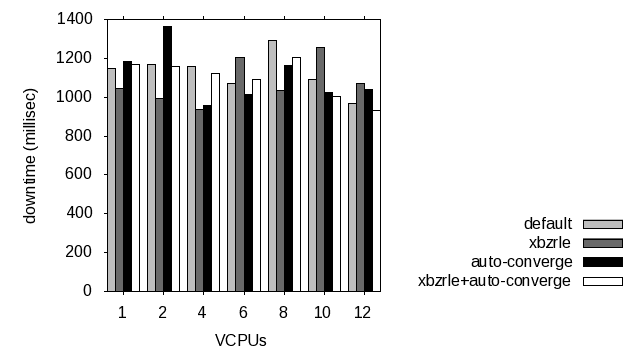 1400
1200
1000
800
600
400
200
0
downtime (millisec)
1 2 4 6 8 10 12
VCPUs
default
xbzrle
auto-converge
xbzrle+auto-converge